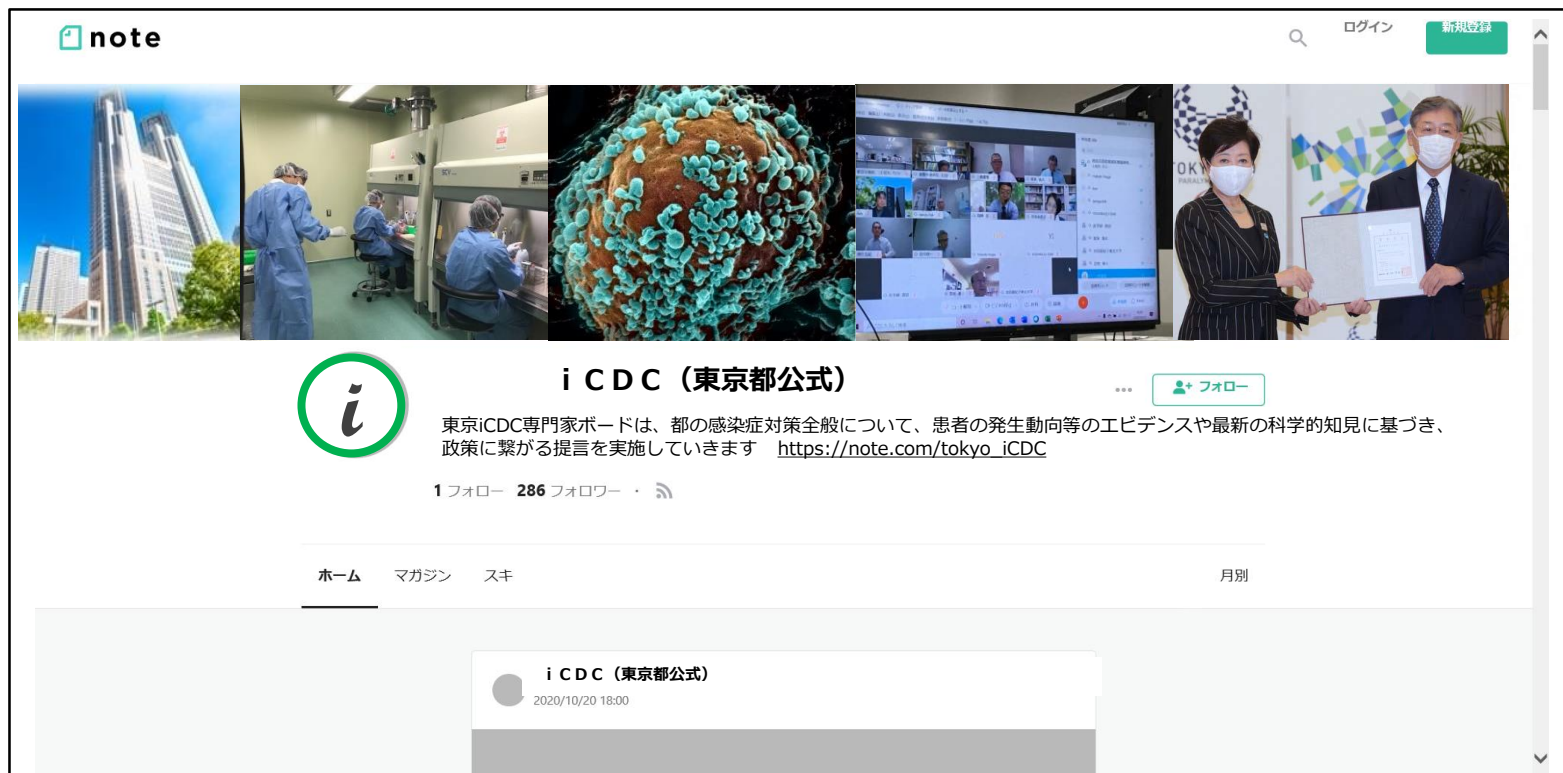 note
ログイン
新規登録
TOKY
PARALY
i
ｉＣＤＣ（東京都公式）
フォロー
東京iCDC専門家ボードは、都の感染症対策全般について、患者の発生動向等のエビデンスや最新の科学的知見に基づき、
政策に繋がる提言を実施していきます　https://note.com/tokyo_iCDC
1 フォロー 286 フォロワー ・
ホーム マガジン スキ 月別
ｉＣＤＣ（東京都公式）
2020/10/20 18:00